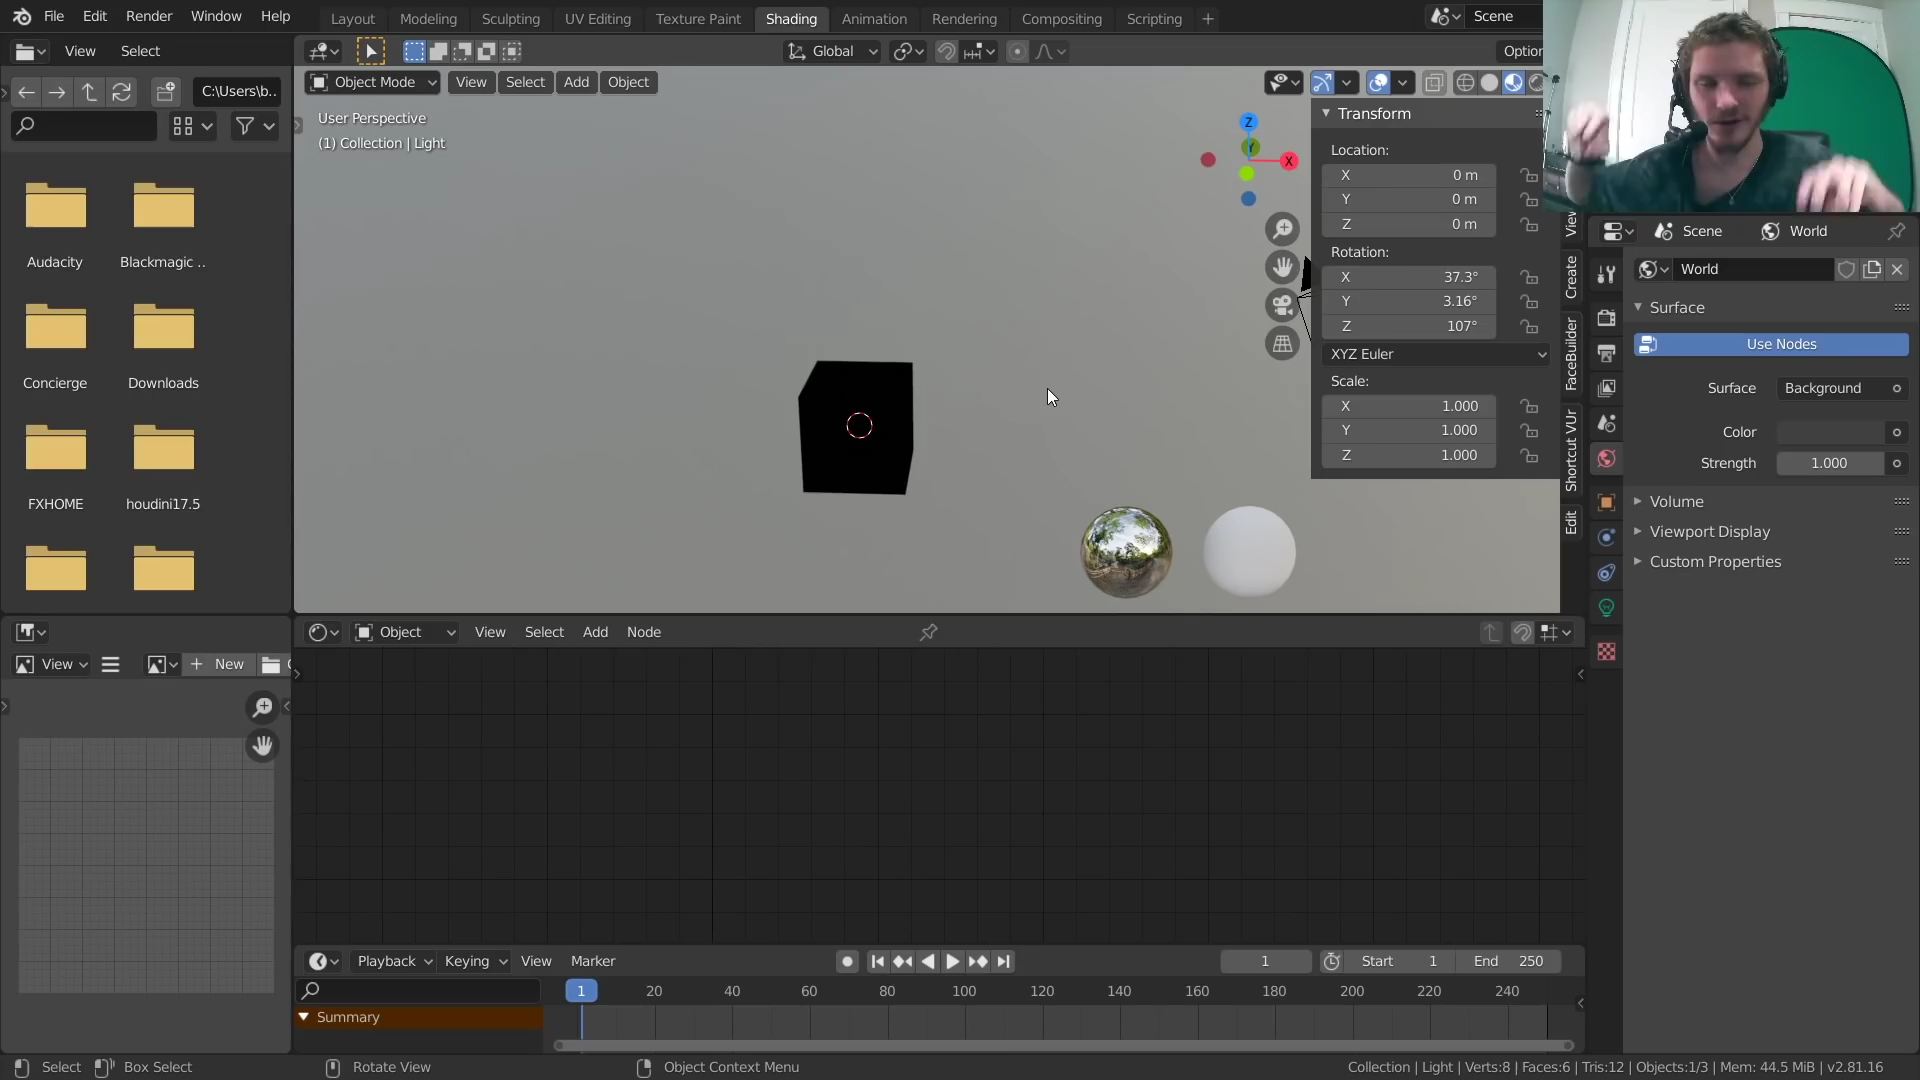 File Edit Render Window Help
Layout Modeling Sculpting UV Editing Texture Paint Shading Animation Rendering Compositing Scripting
Scene
View Select
Global
C:\Users\b..
Object Mode View Select Add Object
User Perspective
(1) Collection | Light
Z
Y
X
Transform
Location:
X 0 m
Y 0 m
Z 0 m
Rotation:
X 37.3°
Y 3.16°
Z 107°
XYZ Euler
Scale:
X 1.000
Y 1.000
Z 1.000
Create
FaceBuilder
Shortcut VUr
Edit
Audacity Blackmagic ..
Concierge Downloads
FXHOME houdini17.5
Scene World
World
Surface
Use Nodes
Surface Background
Color
Strength 1.000
Volume
Viewport Display
Custom Properties
Object View Select Add Node
View New
Playback Keying View Marker
1 Start 1 End 250
1 20 40 60 80 100 120 140 160 180 200 220 240
Summary
Select Box Select Rotate View Object Context Menu
Collection | Light | Verts:8 | Faces:6 | Tris:12 | Objects:1/3 | Mem: 44.5 MiB | v2.81.16